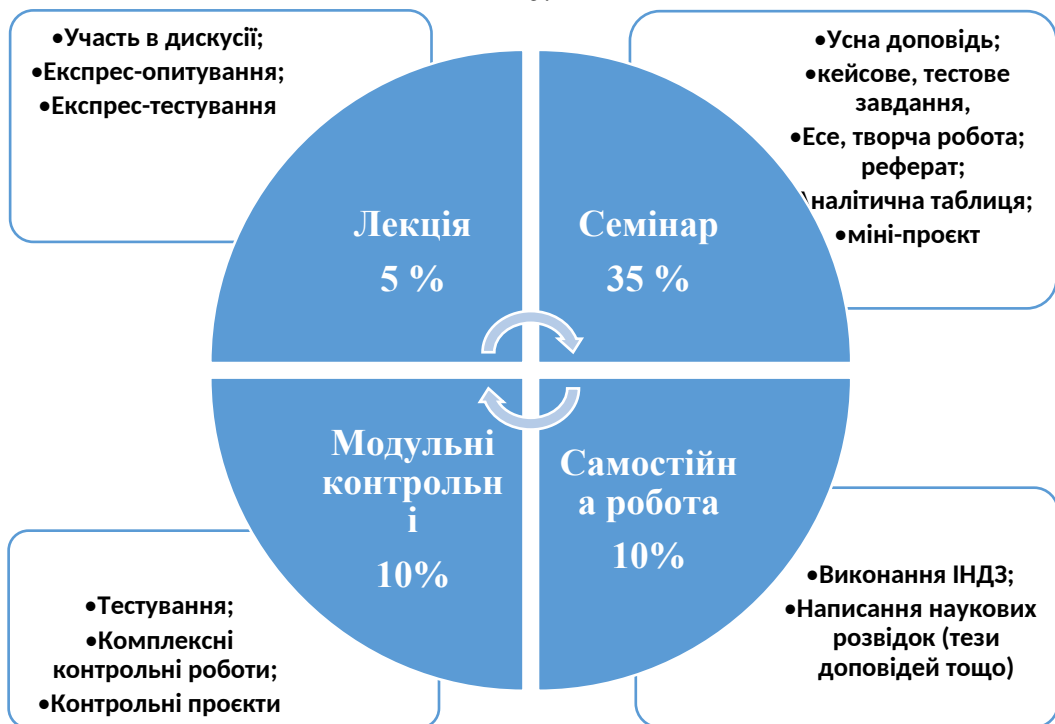 •Участь в дискусії;
•Експрес-опитування;
•Експрес-тестування
•Усна доповідь;
•кейсове, тестове
завдання,
•Есе, творча робота;
реферат;
налітична таблиця;
•міні-проєкт
Лекція
5 %
Семінар
35 %
Модульні
контрольн
і
10%
Самостійн
а робота
10%
•Тестування;
•Комплексні
контрольні роботи;
•Контрольні проєкти
•Виконання ІНДЗ;
•Написання наукових
розвідок (тези
доповідей тощо)